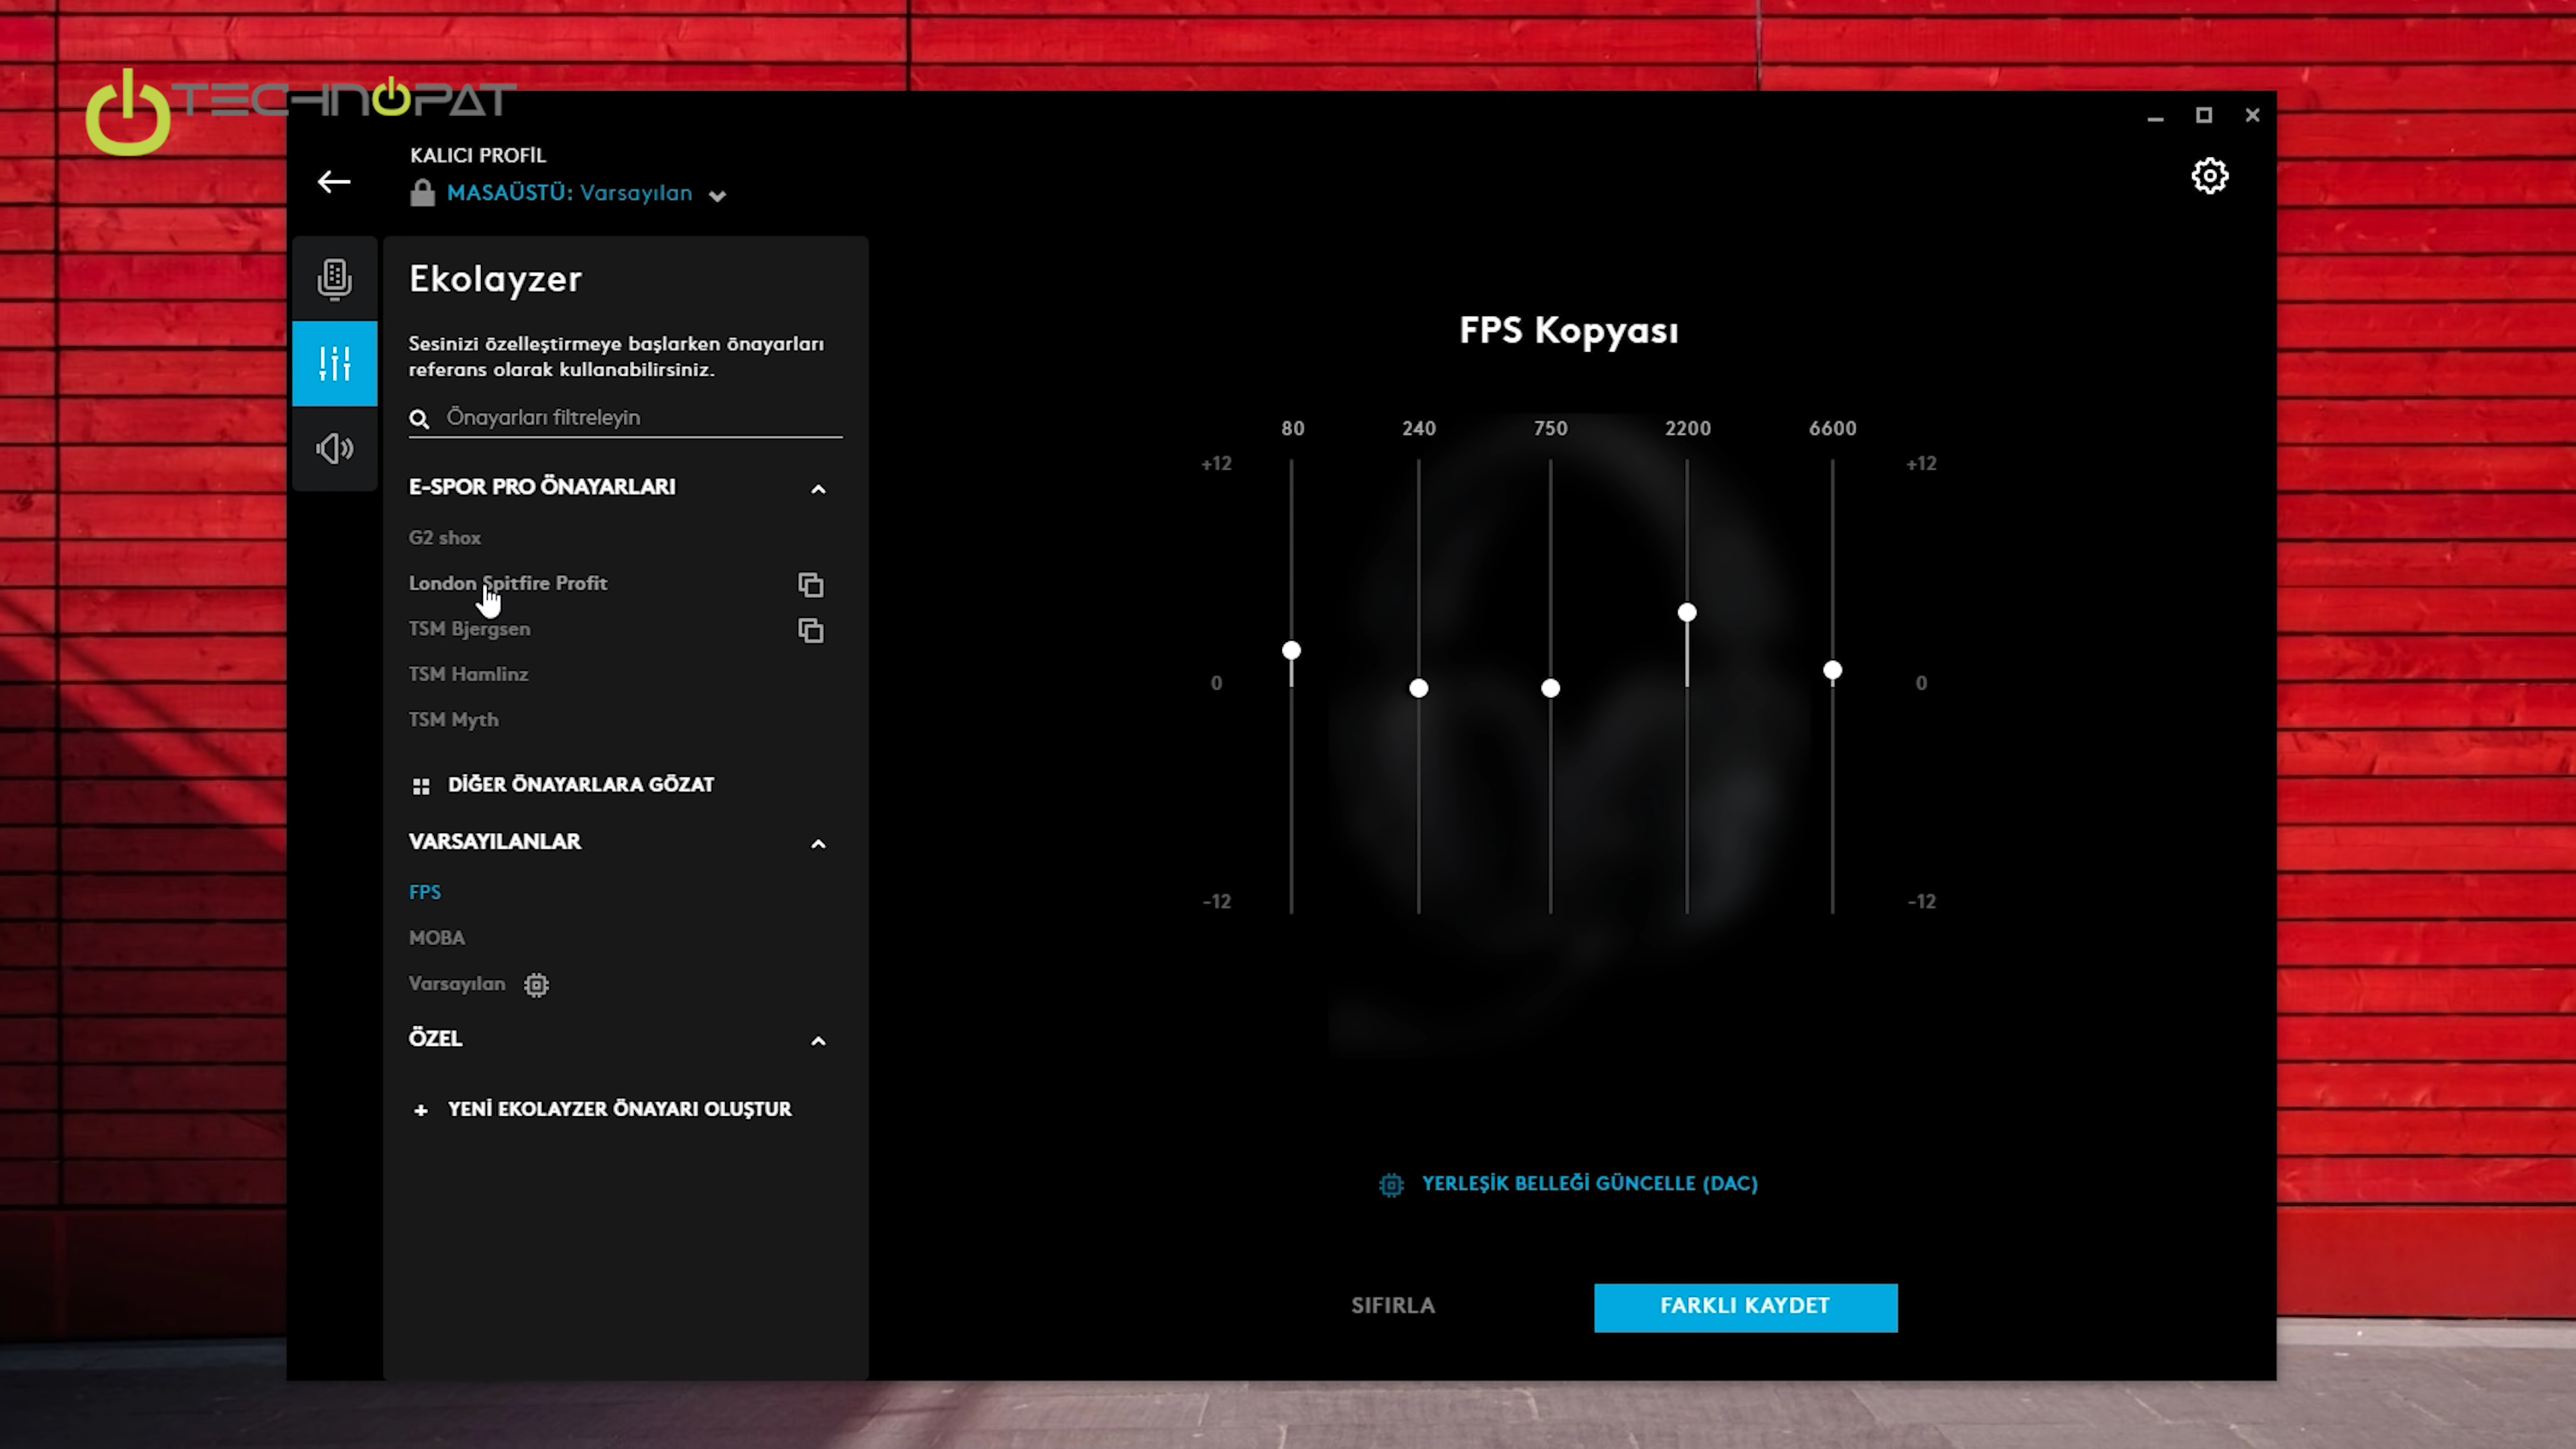 TECHNOPAT
KALICI PROFİL
MASAÜSTÜ: Varsayılan
Ekolayzer
Sesinizi özelleştirmeye başlarken önayarları
referans olarak kullanabilirsiniz.
Önayarları filtreleyin
E-SPOR PRO ÖNAYARLARI
G2 shox
London Spitfire Profit
TSM Bjergsen
TSM Hamlinz
TSM Myth
DİĞER ÖNAYARLARA GÖZAT
VARSAYILANLAR
FPS
MOBA
Varsayılan
ÖZEL
+ YENİ EKOLAYZER ÖNAYARI OLUŞTUR
FPS Kopyası
80 240 750 2200 6600
+12 +12
0 0
-12 -12
YERLEŞİK BELLEĞİ GÜNCELLE (DAC)
SIFIRLA
FARKLI KAYDET